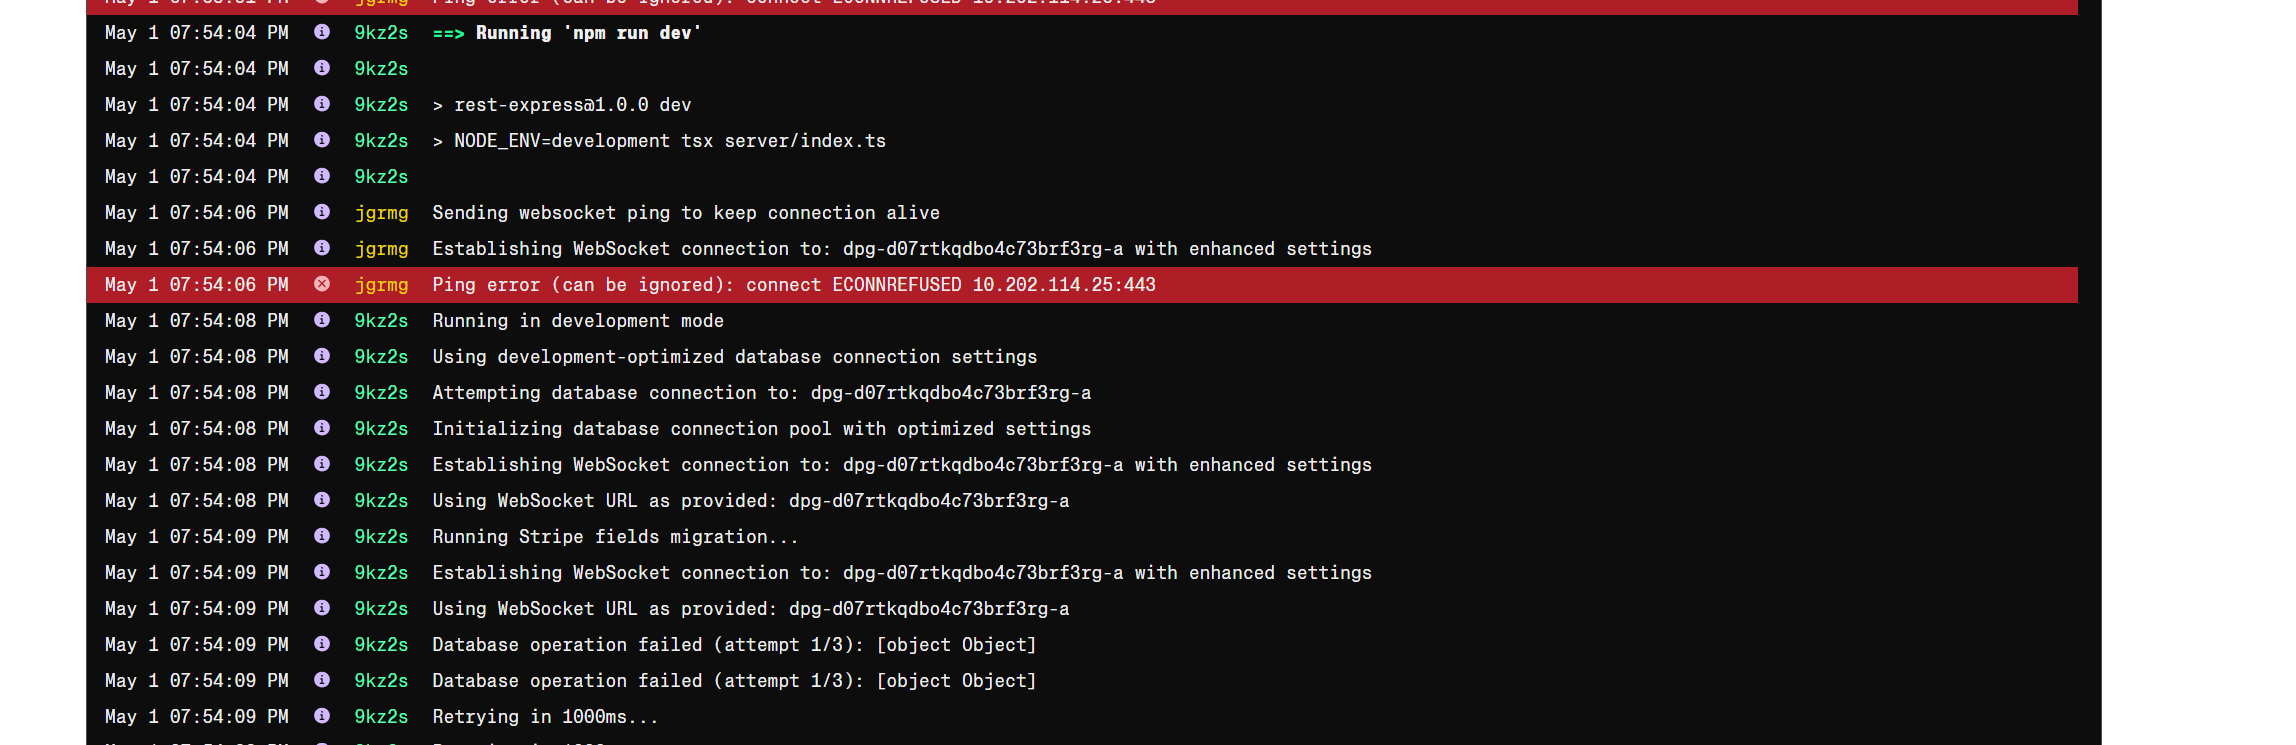 jgrmg Ping error (can be ignored): connect ECONNREFUSED 10.202.114.25:443
May 1 07:54:04 PM 9kz2s ==> Running 'npm run dev'
May 1 07:54:04 PM 9kz2s
May 1 07:54:04 PM 9kz2s > rest-express@1.0.0 dev
May 1 07:54:04 PM 9kz2s > NODE_ENV=development tsx server/index.ts
May 1 07:54:04 PM 9kz2s
May 1 07:54:06 PM jgrmg Sending websocket ping to keep connection alive
May 1 07:54:06 PM jgrmg Establishing WebSocket connection to: dpg-d07rtkqdbo4c73brf3rg-a with enhanced settings
May 1 07:54:06 PM jgrmg Ping error (can be ignored): connect ECONNREFUSED 10.202.114.25:443
May 1 07:54:08 PM 9kz2s Running in development mode
May 1 07:54:08 PM 9kz2s Using development-optimized database connection settings
May 1 07:54:08 PM 9kz2s Attempting database connection to: dpg-d07rtkqdbo4c73brf3rg-a
May 1 07:54:08 PM 9kz2s Initializing database connection pool with optimized settings
May 1 07:54:08 PM 9kz2s Establishing WebSocket connection to: dpg-d07rtkqdbo4c73brf3rg-a with enhanced settings
May 1 07:54:08 PM 9kz2s Using WebSocket URL as provided: dpg-d07rtkqdbo4c73brf3rg-a
May 1 07:54:09 PM 9kz2s Running Stripe fields migration...
May 1 07:54:09 PM 9kz2s Establishing WebSocket connection to: dpg-d07rtkqdbo4c73brf3rg-a with enhanced settings
May 1 07:54:09 PM 9kz2s Using WebSocket URL as provided: dpg-d07rtkqdbo4c73brf3rg-a
May 1 07:54:09 PM 9kz2s Database operation failed (attempt 1/3): [object Object]
May 1 07:54:09 PM 9kz2s Database operation failed (attempt 1/3): [object Object]
May 1 07:54:09 PM 9kz2s Retrying in 1000ms...